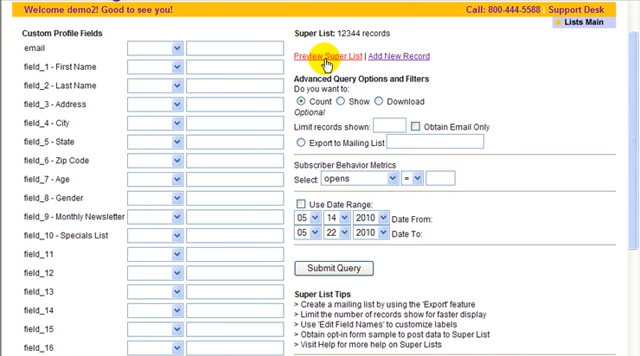 Welcome demo2! Good to see you!
Call: 800-444-5588 | Support Desk
Lists Main
Custom Profile Fields
email
field_1 - First Name
field_2 - Last Name
field_3 - Address
field_4 - City
field_5 - State
field_6 - Zip Code
field_7 - Age
field_8 - Gender
field_9 - Monthly Newsletter
field_10 - Specials List
field_11
field_12
field_13
field_14
field_15
field_16
Super List: 12344 records
Preview Super List | Add New Record
Advanced Query Options and Filters
Do you want to:
Count Show Download
Optional
Limit records shown: Obtain Email Only
Export to Mailing List
Subscriber Behavior Metrics
Select: opens =
Use Date Range:
05 14 2010 Date From:
05 22 2010 Date To:
Submit Query
Super List Tips
> Create a mailing list by using the 'Export' feature
> Limit the number of records show for faster display
> Use 'Edit Field Names' to customize labels
> Obtain opt-in form sample to post data to Super List
> Visit Help for more help on Super Lists